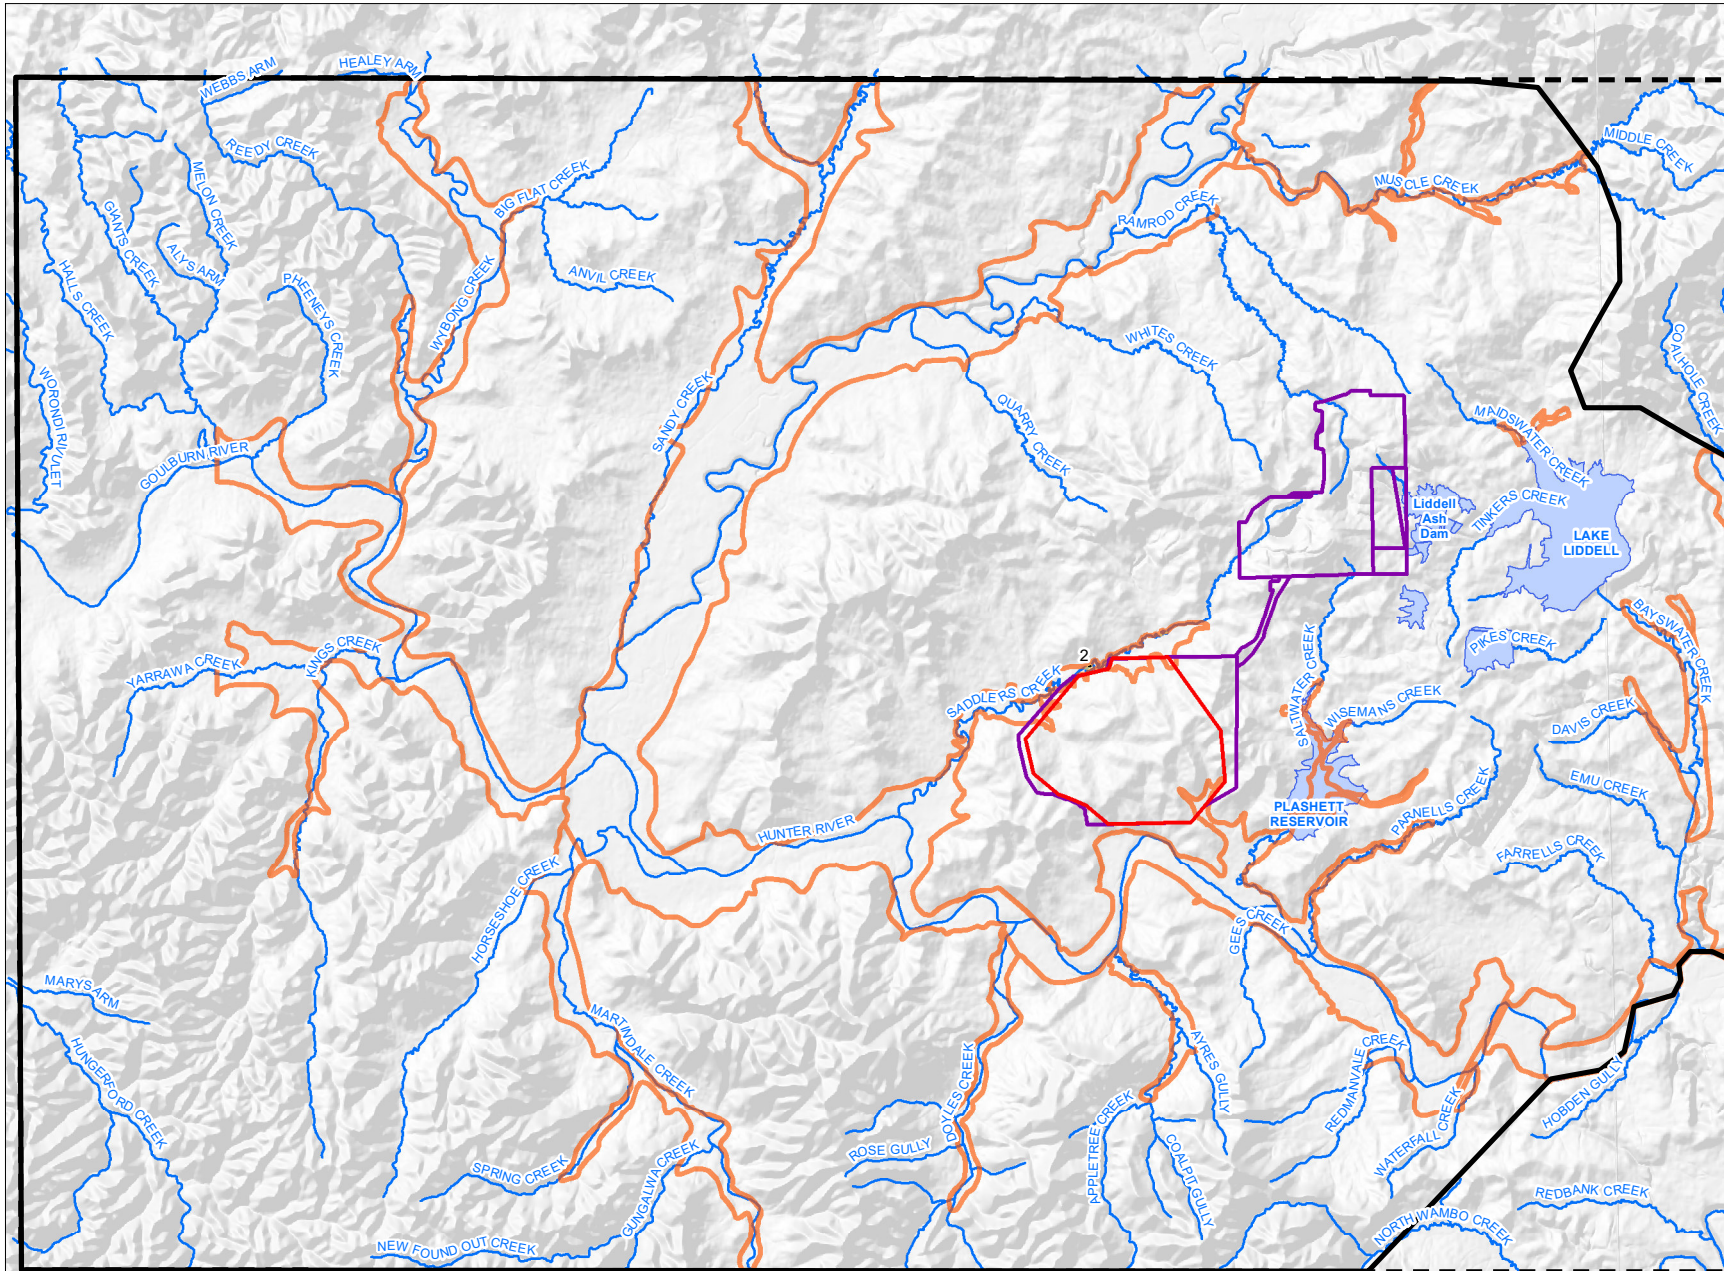 HEALEY ARM
WEBBS ARM
MIDDLE CREEK
REEDY CREEK
MELON CREEK
MUSCLE CREEK
BIG FLAT CREEK
RAMROD CREEK
GIANTS CREEK
ALYS ARM
HALLS CREEK
PHEENEYS CREEK
ANVIL CREEK
WYBONG CREEK
WHITES CREEK
COALHOLE CREEK
WORONDI RIVULET
SANDY CREEK
QUARRY CREEK
MAIDSWATER CREEK
GOULBURN RIVER
TINKERS CREEK
Liddell
Ash
Dam
LAKE
LIDDELL
BAYSWATER CREEK
PIKES CREEK
KINGS CREEK
YARRAWA CREEK
2
SADDLERS CREEK
SALTWATER CREEK
WISEMANS CREEK
DAVIS CREEK
EMU CREEK
PLASHETT
RESERVOIR
PARNELLS CREEK
HUNTER RIVER
FARRELLS CREEK
HORSESHOE CREEK
GEES CREEK
MARYS ARM
MARTINDALE CREEK
HUNGERFORD CREEK
DOYLES CREEK
AYRES GULLY
REDMANVALE CREEK
HOBDEN GULLY
APPLETREE CREEK
COALPIT GULLY
WATERFALL CREEK
ROSE GULLY
SPRING CREEK
GUNGALWA CREEK
REDBANK CREEK
NORTH WAMBO CREEK
NEW FOUND OUT CREEK